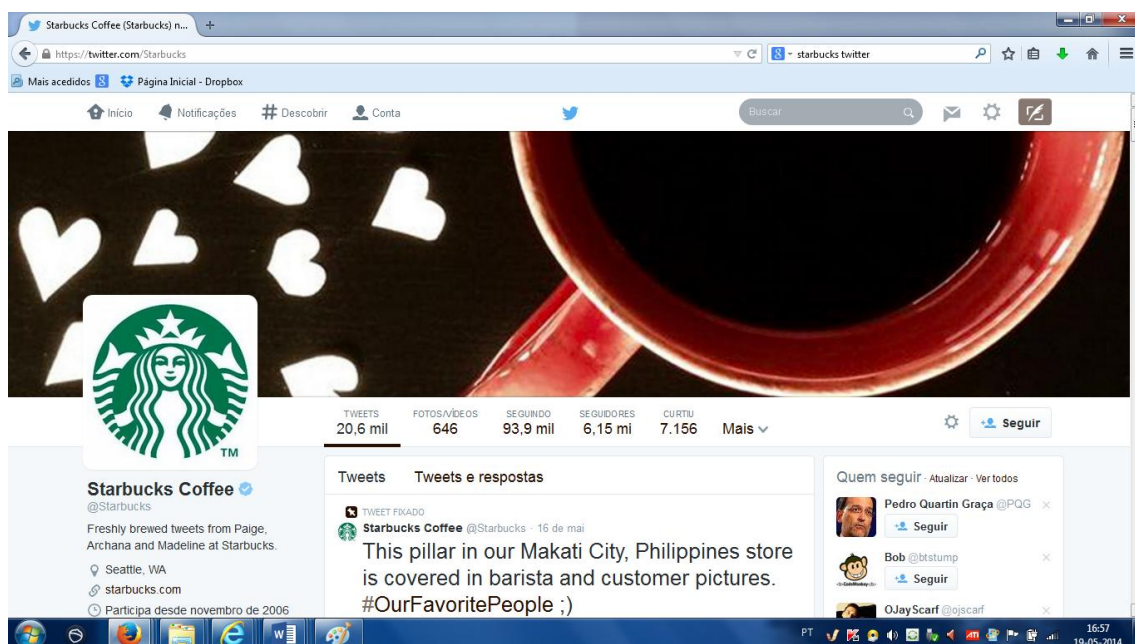 Starbucks Coffee (Starbucks) n...
https://twitter.com/Starbucks
starbucks twitter
Mais acedidos
Página Inicial - Dropbox
Início Notificações Descobrir Conta
Buscar
TWEETS FOTOS/VÍDEOS SEGUINDO SEGUIDORES CURTIU
20,6 mil 646 93,9 mil 6,15 mi 7.156 Mais
Seguir
TM
Starbucks Coffee
@Starbucks
Freshly brewed tweets from Paige,
Archana and Madeline at Starbucks.
Seattle, WA
starbucks.com
Participa desde novembro de 2006
Tweets Tweets e respostas
TWEET FIXADO
Starbucks Coffee @Starbucks · 16 de mai
This pillar in our Makati City, Philippines store
is covered in barista and customer pictures.
#OurFavoritePeople ;)
Quem seguir · Atualizar · Ver todos
Pedro Quartin Graça @PQG
Seguir
Bob @btstump
Seguir
OJayScarf @ojscarf
PT
16:57
19-05-2014